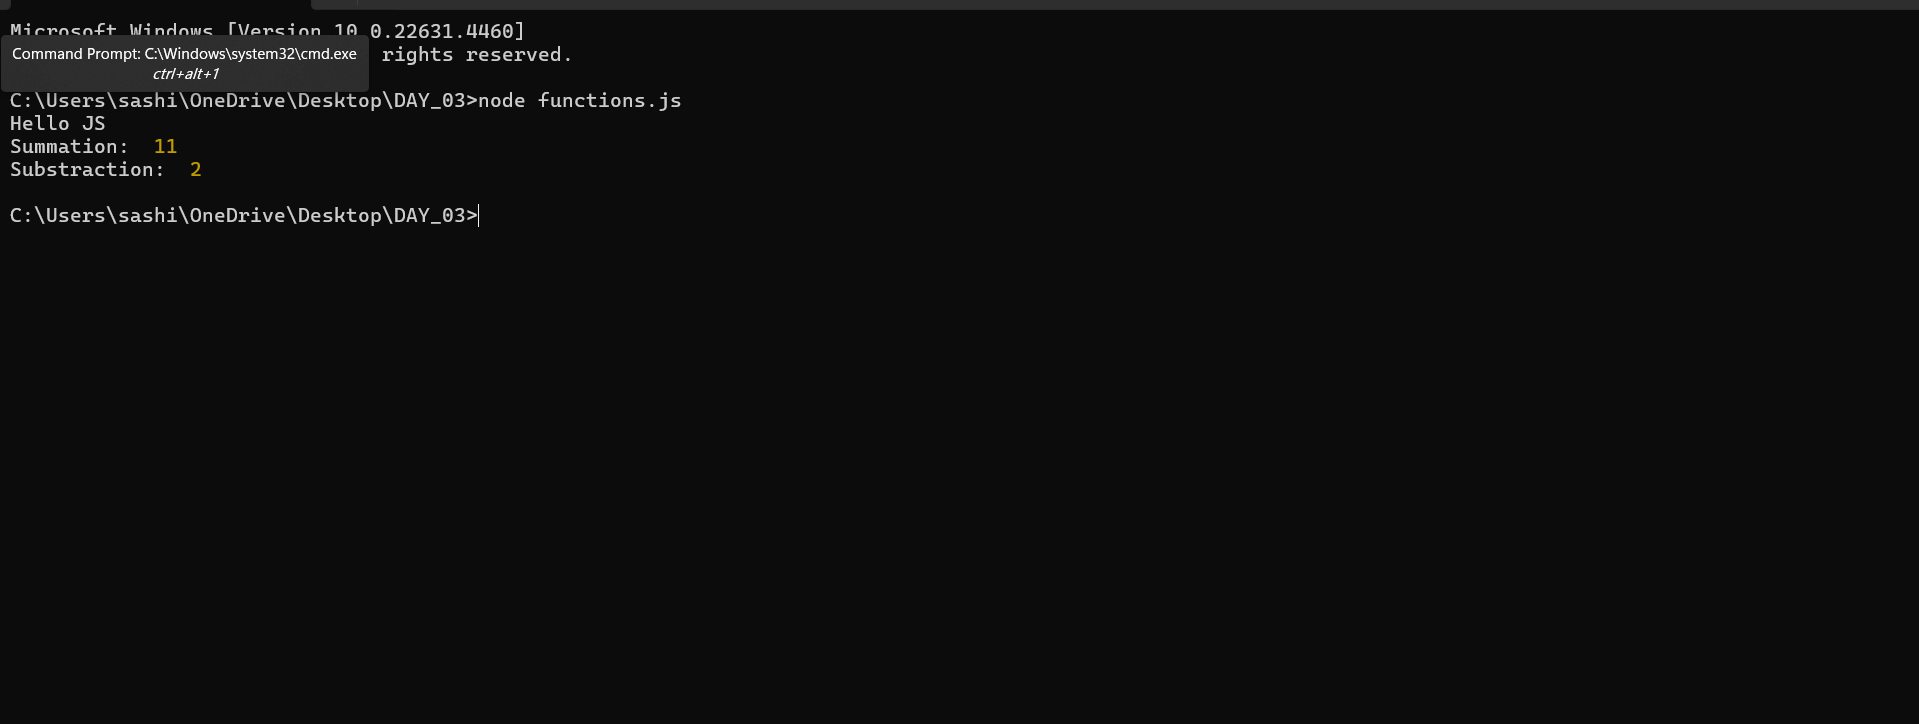 Microsoft Windows [Version 10.0.22631.4460]
Command Prompt: C:\Windows\system32\cmd.exe
rights reserved.
ctrl+alt+1
C:\Users\sashi\OneDrive\Desktop\DAY_03>node functions.js
Hello JS
Summation:  11
Substraction:  2
C:\Users\sashi\OneDrive\Desktop\DAY_03>